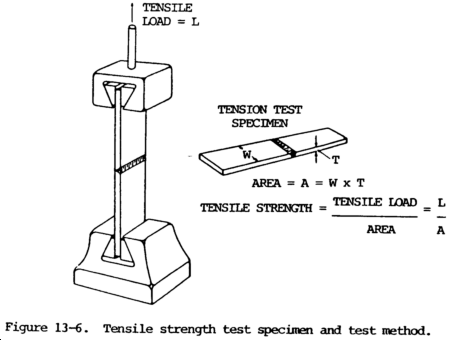 TENSILE
LOAD = L
TENSION TEST
SPECIMEN
W
T
AREA = A = W x T
TENSILE STRENGTH = TENSILE LOAD = L
AREA A
Figure 13-6. Tensile strength test specimen and test method.